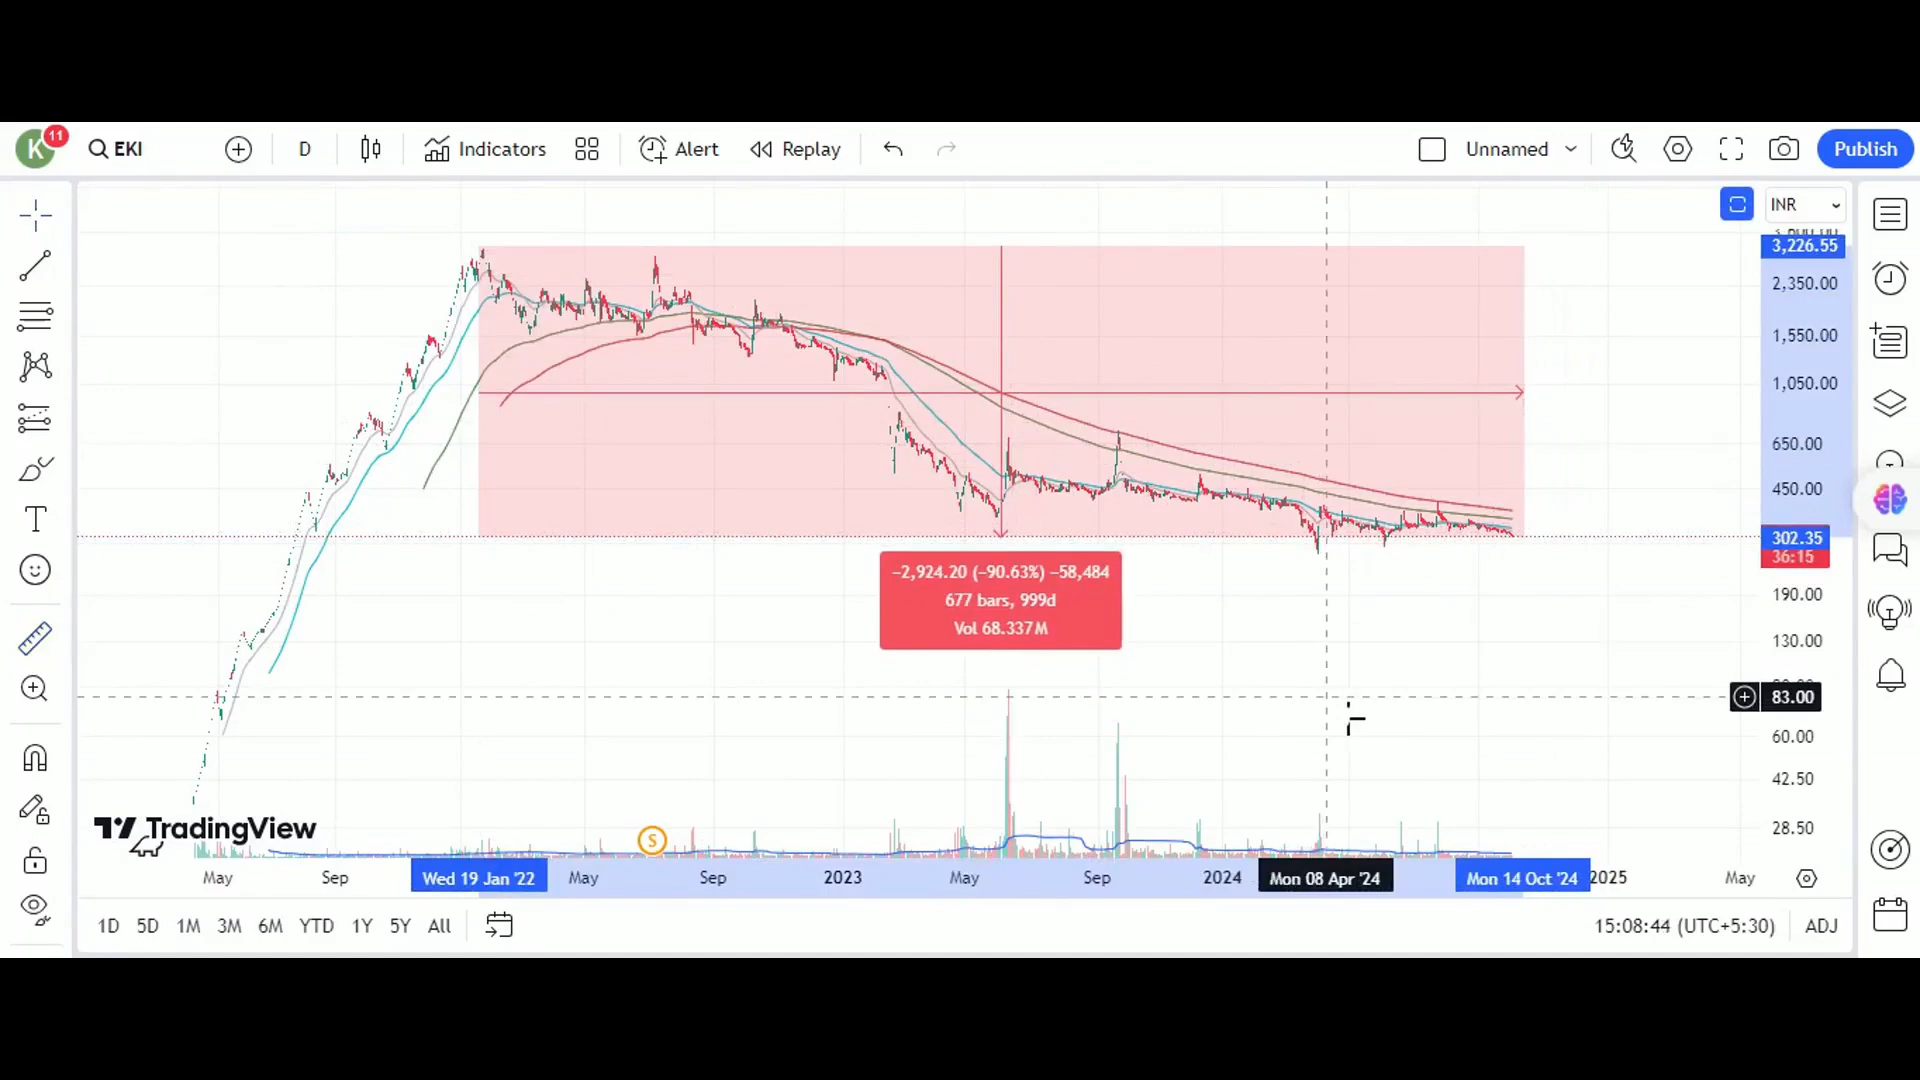 K
11
EKI
D
Indicators
Alert
Replay
Unnamed
Publish
INR
3,226.55
2,350.00
1,550.00
1,050.00
650.00
450.00
302.35
36:15
190.00
130.00
83.00
60.00
42.50
28.50
−2,924.20 (−90.63%) −58,484
677 bars, 999d
Vol 68.337M
T
S
TradingView
May
Sep
Wed 19 Jan '22
May
Sep
2023
May
Sep
2024
Mon 08 Apr '24
Mon 14 Oct '24
2025
May
1D 5D 1M 3M 6M YTD 1Y 5Y All
15:08:44 (UTC+5:30)
ADJ